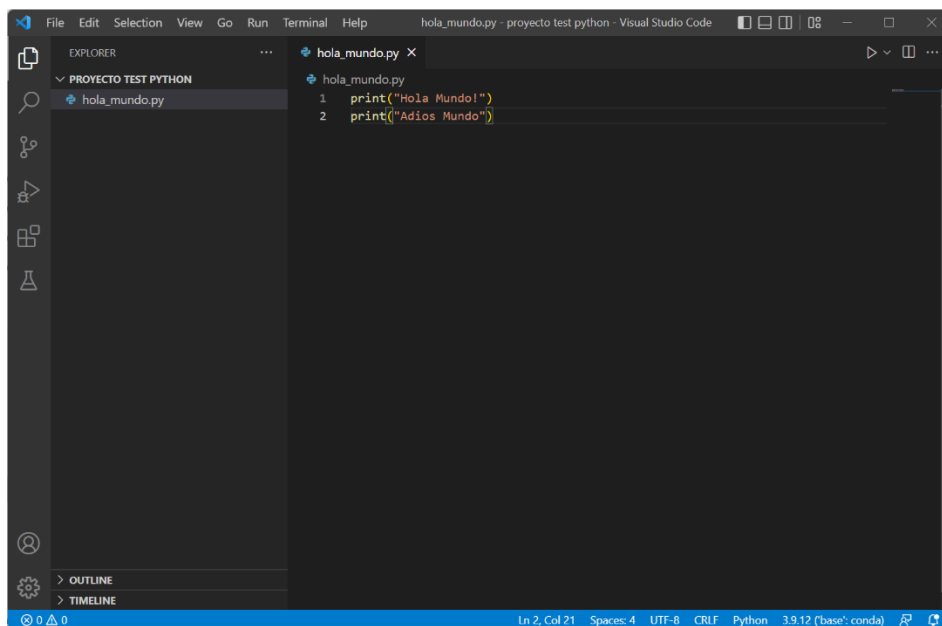 File Edit Selection View Go Run Terminal Help hola_mundo.py - proyecto test python - Visual Studio Code
EXPLORER
PROYECTO TEST PYTHON
hola_mundo.py
hola_mundo.py
hola_mundo.py
1 print("Hola Mundo!")
2 print("Adios Mundo")
OUTLINE
TIMELINE
0 0 Ln 2, Col 21 Spaces: 4 UTF-8 CRLF Python 3.9.12 ('base': conda)